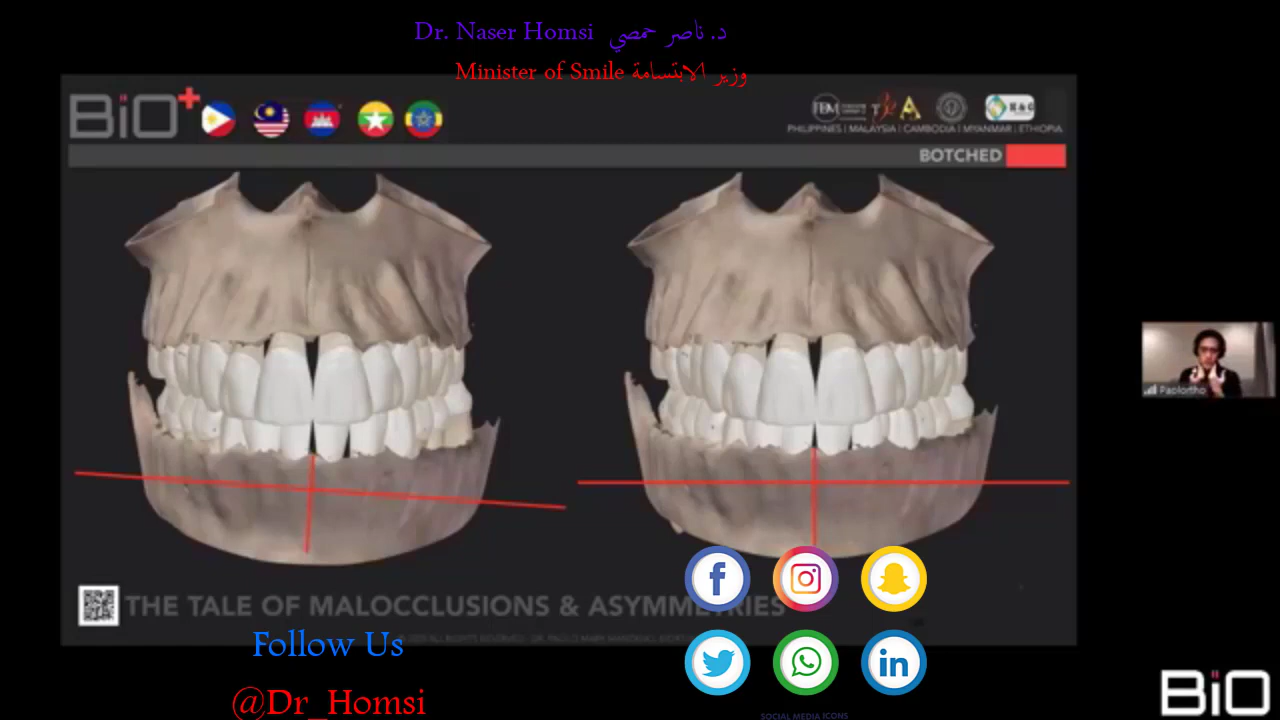 Dr. Naser Homsi د. ناصر حمصي
Minister of Smile وزير الابتسامة
BiO+
PHILIPPINES | MALAYSIA | CAMBODIA | MYANMAR | ETHIOPIA
BOTCHED
Paolortho
THE TALE OF MALOCCLUSIONS & ASYMMETRIES
Follow Us
@Dr_Homsi
SOCIAL MEDIA ICONS
BiO